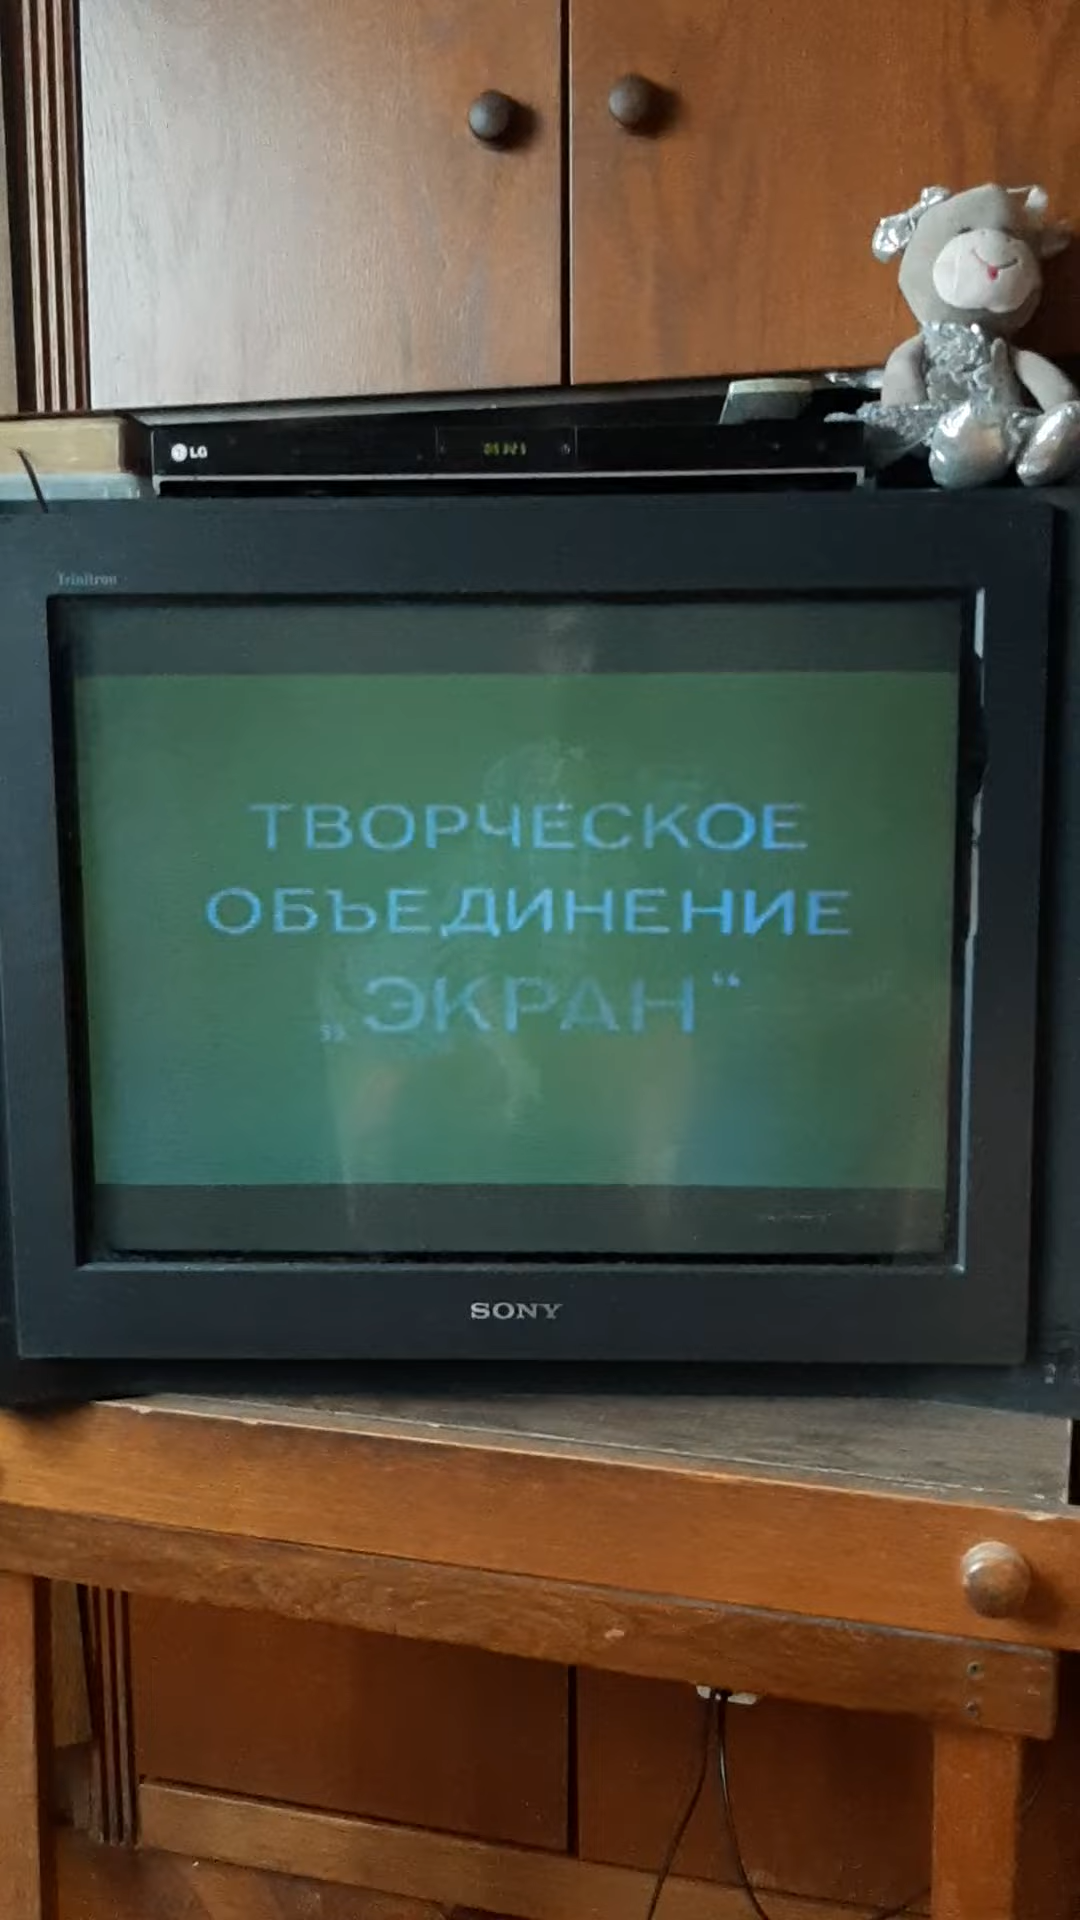 LG
Trinitron
ТВОРЧЕСКОЕ
ОБЪЕДИНЕНИЕ
„ЭКРАН“
SONY